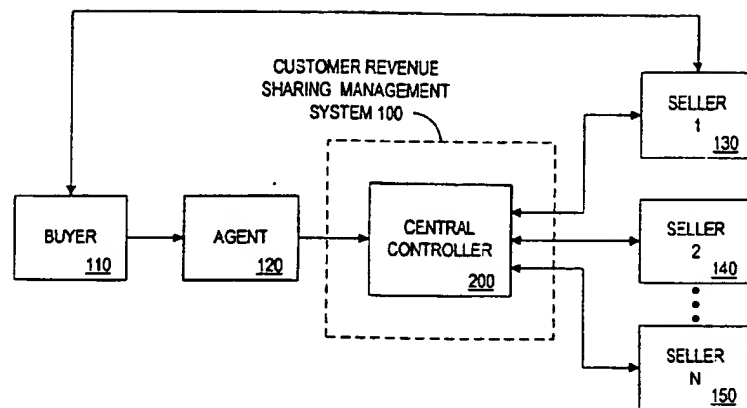 CUSTOMER REVENUE
SHARING MANAGEMENT
SYSTEM 100
BUYER
110
AGENT
120
CENTRAL
CONTROLLER
200
SELLER
1
130
SELLER
2
140
SELLER
N
150